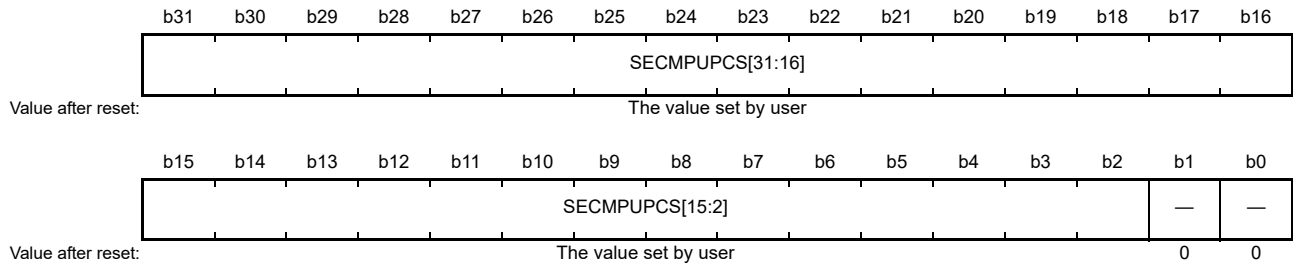 b31 b30 b29 b28 b27 b26 b25 b24 b23 b22 b21 b20 b19 b18 b17 b16
SECMPUPCS[31:16]
Value after reset: The value set by user
b15 b14 b13 b12 b11 b10 b9 b8 b7 b6 b5 b4 b3 b2 b1 b0
SECMPUPCS[15:2] — —
Value after reset: The value set by user 0 0